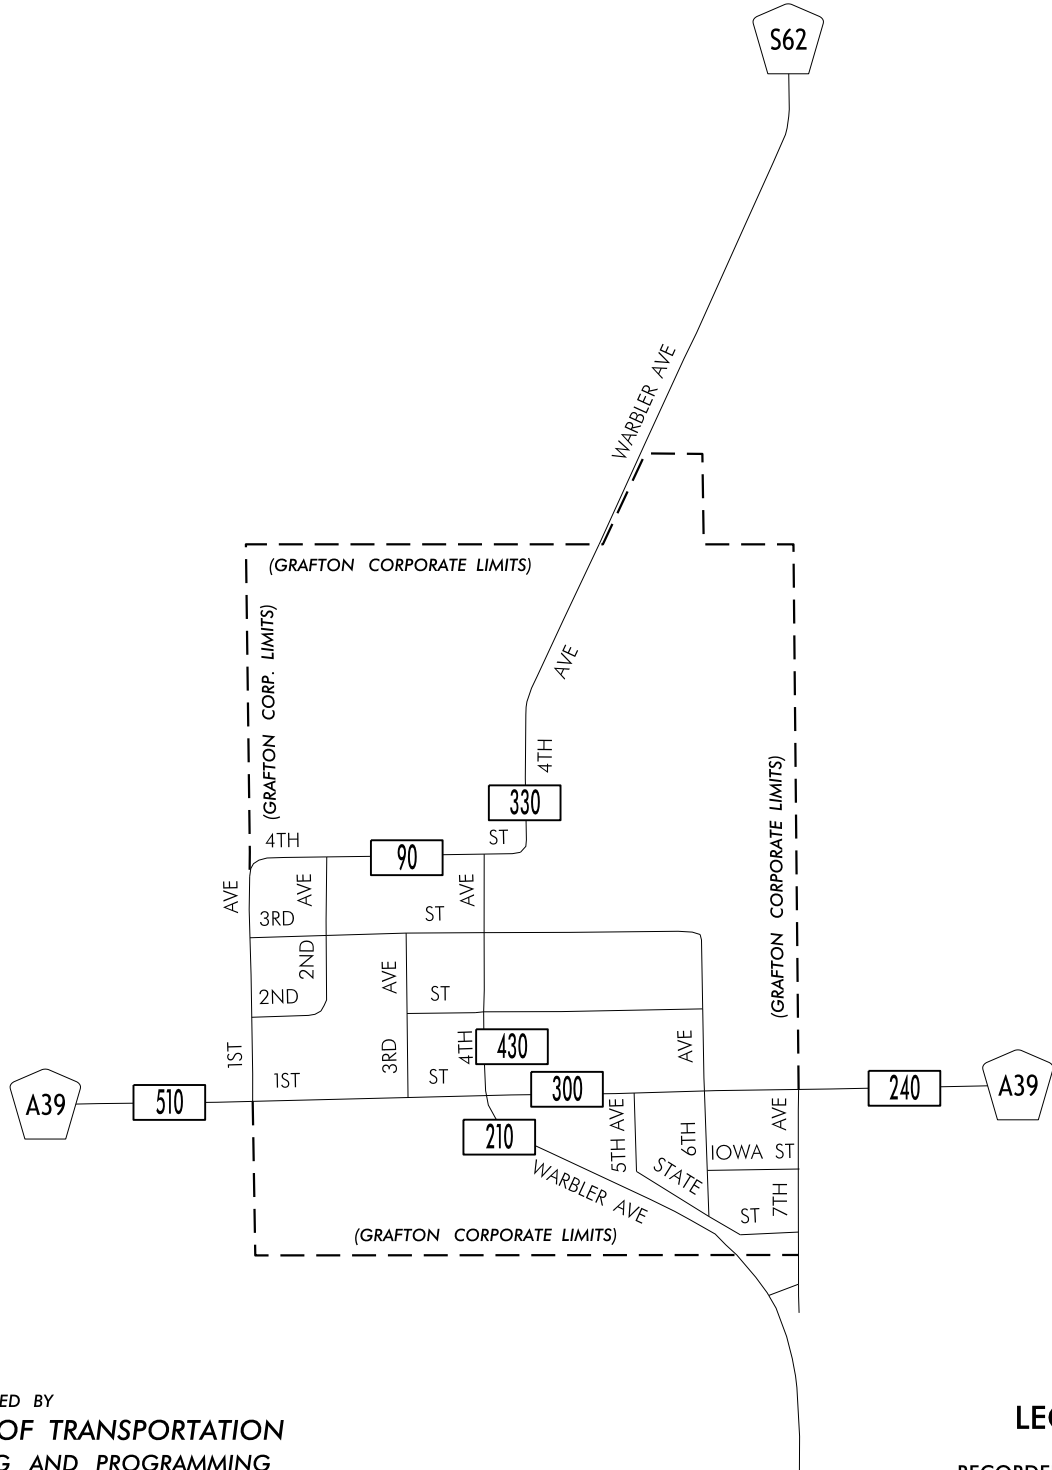 S62
WARBLER AVE
(GRAFTON CORPORATE LIMITS)
(GRAFTON CORP. LIMITS)
AVE
4TH
(GRAFTON CORPORATE LIMITS)
330
4TH
90
ST
AVE
AVE
AVE
3RD
ST
2ND
AVE
2ND
ST
1ST
3RD
4TH
430
AVE
1ST
ST
300
A39
510
240
A39
210
5TH AVE
6TH
AVE
IOWA ST
WARBLER AVE
STATE
7TH
ST
(GRAFTON CORPORATE LIMITS)
ED BY
OF TRANSPORTATION
G AND PROGRAMMING
LE